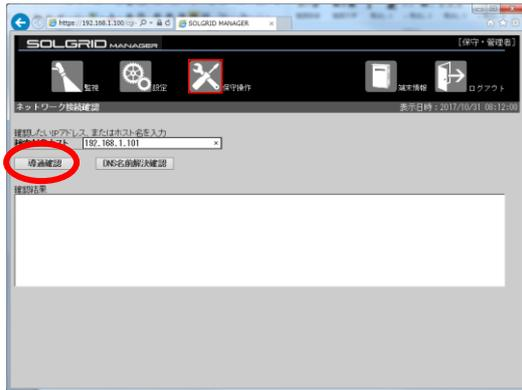 https://192.168.1.100/cg
SOLGRID MANAGER
SOLGRID MANAGER
[保守・管理者]
監視
設定
保守操作
端末情報
ログアウト
ネットワーク接続確認
表示日時：2017/10/31 08:12:00
確認したいIPアドレス、またはホスト名を入力
192.168.1.101
導通確認
DNS名前解決確認
確認結果